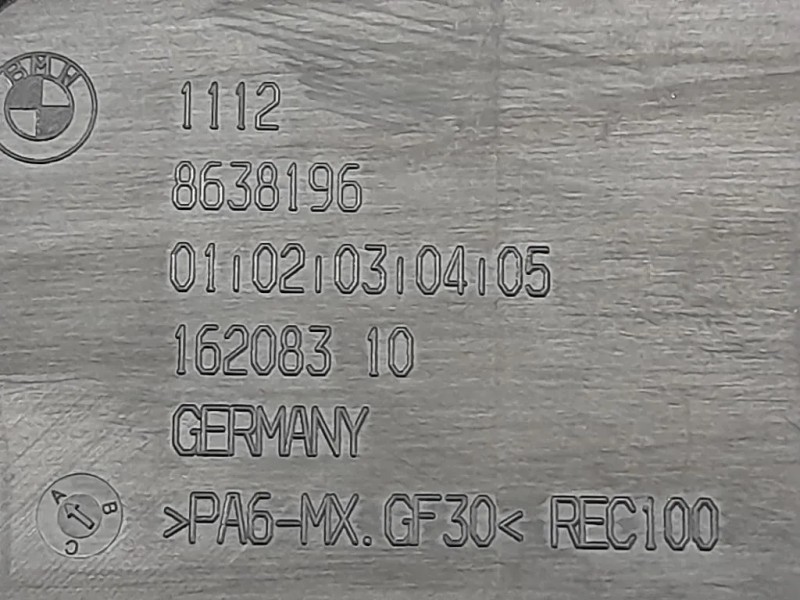 BMW
1112
8638196
01|02|03|04|05
162083 10
GERMANY
A B C
>PA6-MX.GF30< REC100